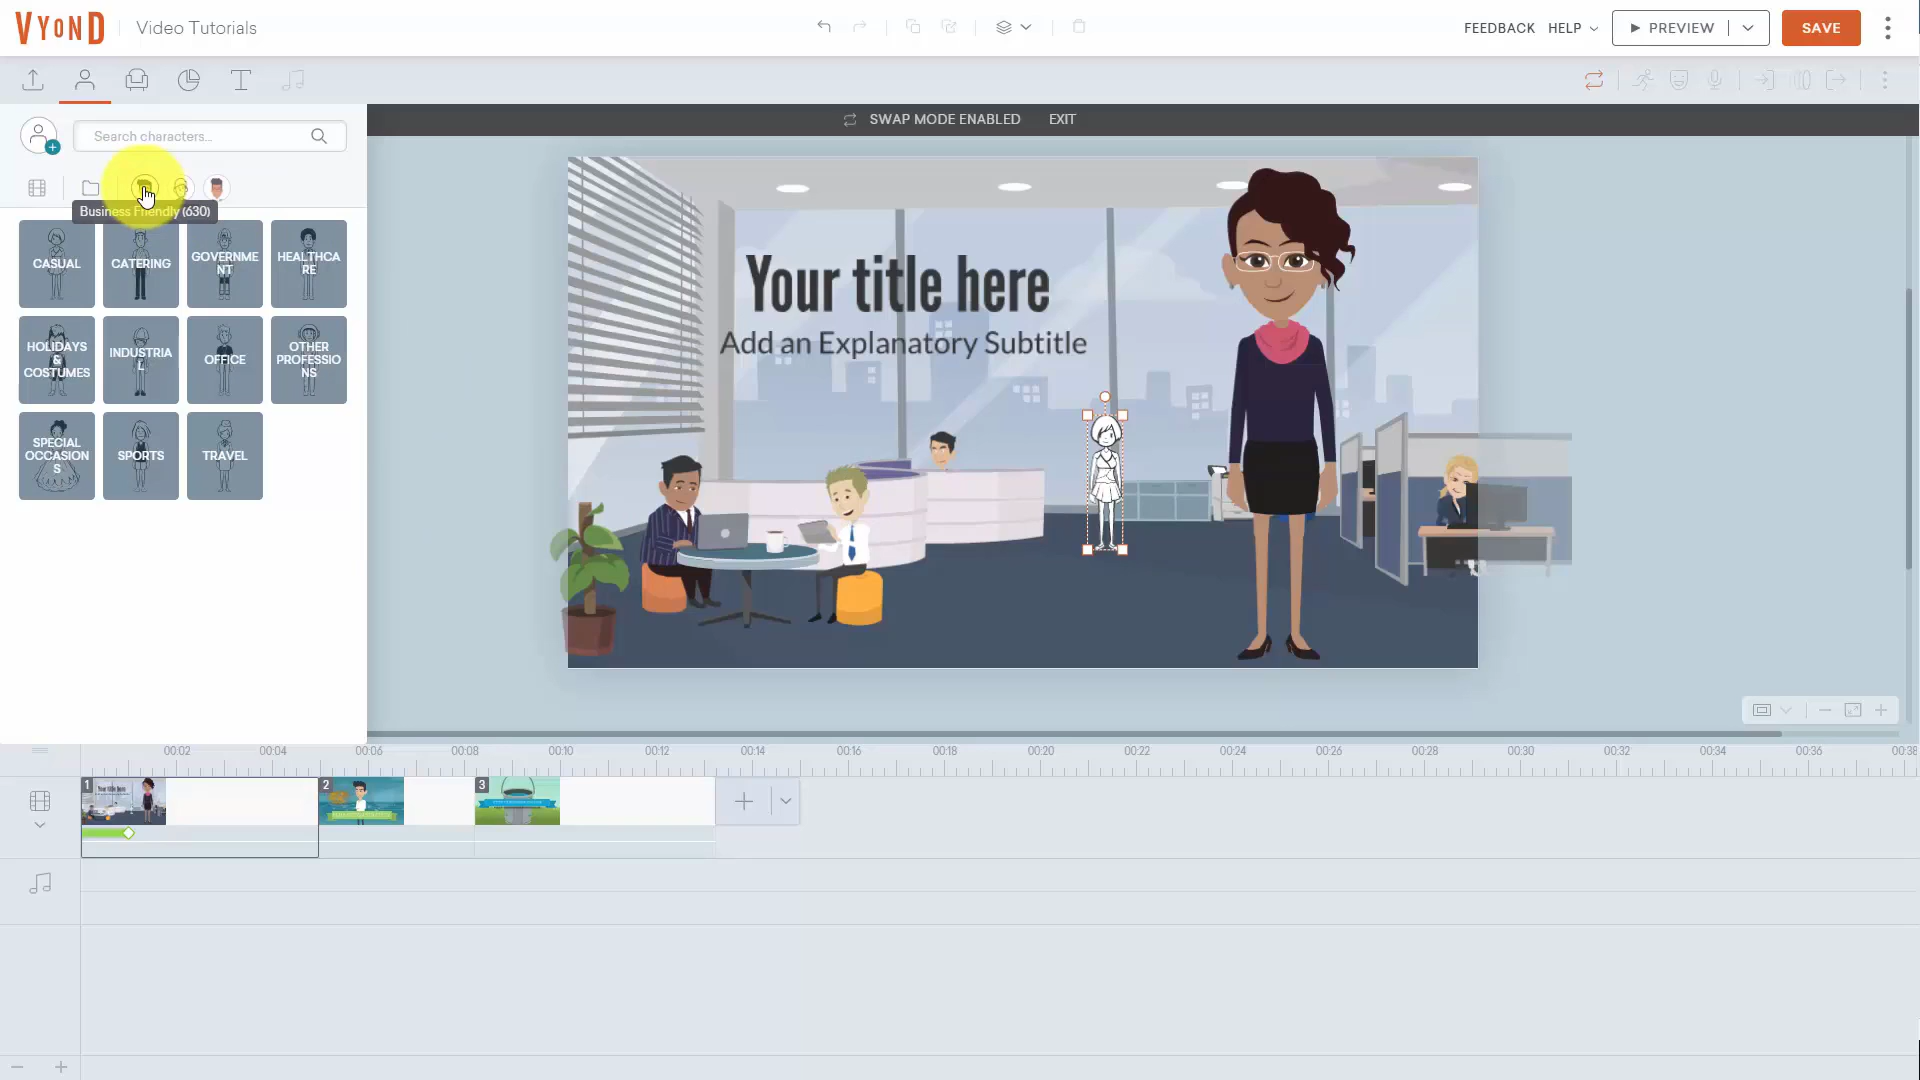 VYOND
Video Tutorials
FEEDBACK
HELP
PREVIEW
SAVE
SWAP MODE ENABLED
EXIT
Search characters...
Business Friendly (630)
CASUAL
CATERING
GOVERNME
NT
HEALTHCA
RE
HOLIDAYS
&
COSTUMES
INDUSTRIA
L
OFFICE
OTHER
PROFESSIO
NS
SPECIAL
OCCASION
S
SPORTS
TRAVEL
Your title here
Add an Explanatory Subtitle
00:02
00:04
00:06
00:08
00:10
00:12
00:14
00:16
00:18
00:20
00:22
00:24
00:26
00:28
00:30
00:32
00:34
00:36
00:38
1
Your title here
2
3